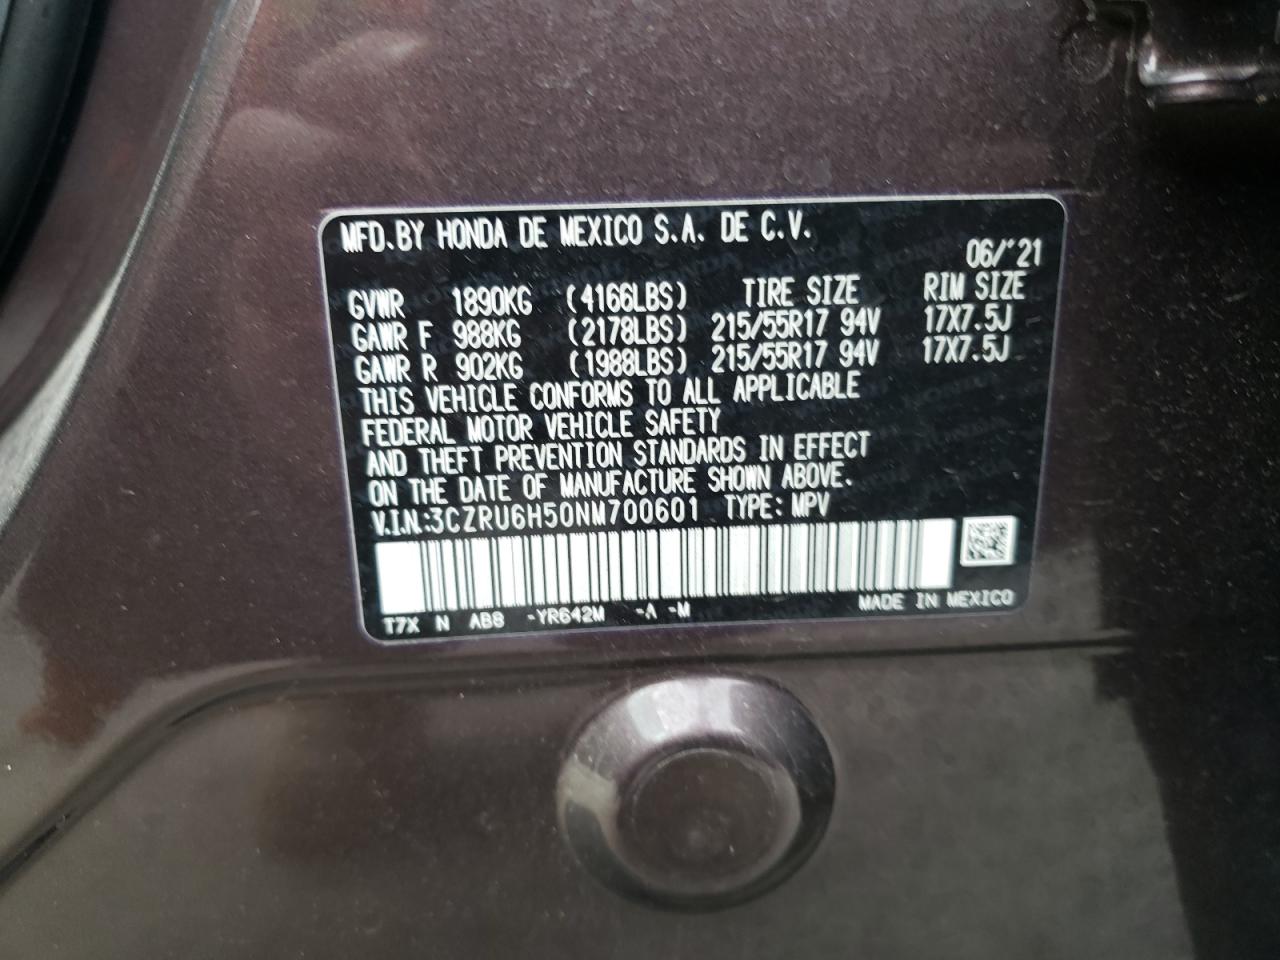 MFD.BY HONDA DE MEXICO S.A. DE C.V.
06/'21
GVWR 1890KG (4166LBS) TIRE SIZE RIM SIZE
GAWR F 988KG (2178LBS) 215/55R17 94V 17X7.5J
GAWR R 902KG (1988LBS) 215/55R17 94V 17X7.5J
THIS VEHICLE CONFORMS TO ALL APPLICABLE
FEDERAL MOTOR VEHICLE SAFETY
AND THEFT PREVENTION STANDARDS IN EFFECT
ON THE DATE OF MANUFACTURE SHOWN ABOVE.
V.I.N.:3CZRU6H50NM700601 TYPE: MPV
T7X N AB8 -YR642M -A -M MADE IN MEXICO